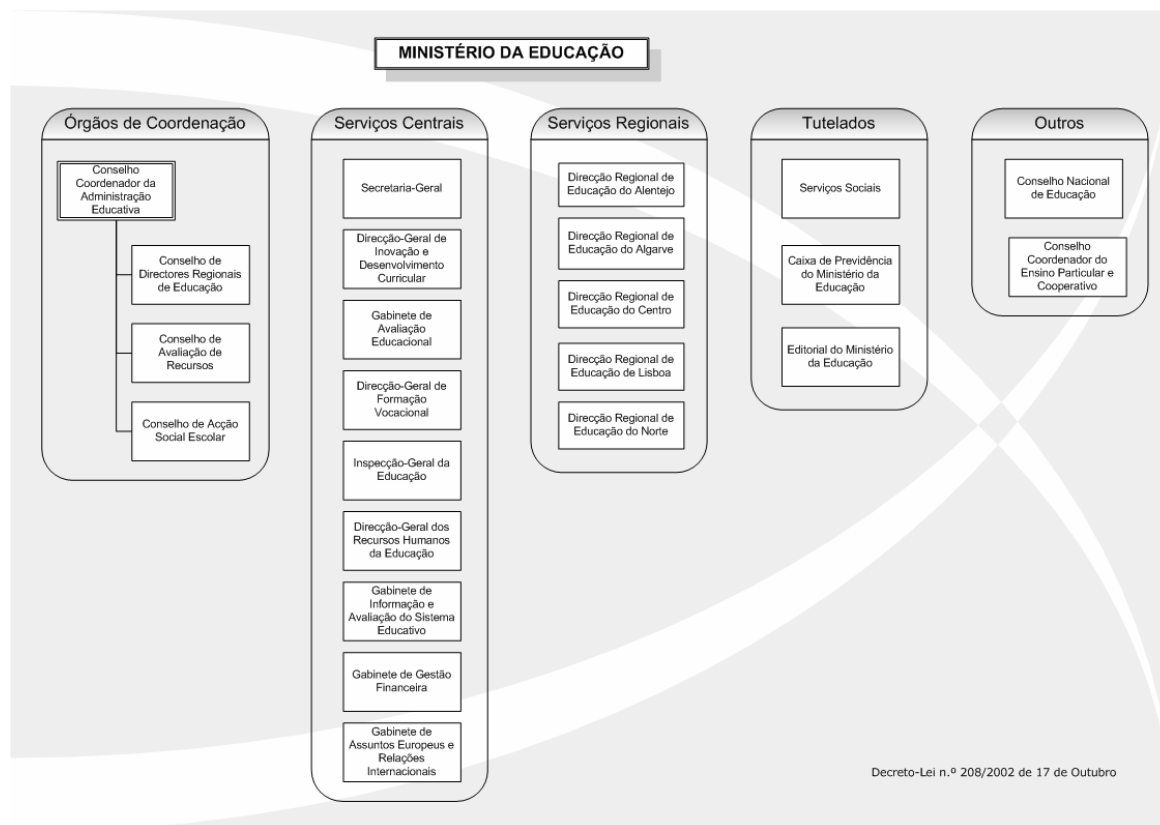 MINISTÉRIO DA EDUCAÇÃO
Órgãos de Coordenação
Conselho
Coordenador da
Administração
Educativa
Conselho de
Directores Regionais
de Educação
Conselho de
Avaliação de
Recursos
Conselho de Acção
Social Escolar
Serviços Centrais
Secretaria-Geral
Direcção-Geral de
Inovação e
Desenvolvimento
Curricular
Gabinete de
Avaliação
Educacional
Direcção-Geral de
Formação
Vocacional
Inspecção-Geral da
Educação
Direcção-Geral dos
Recursos Humanos
da Educação
Gabinete de
Informação e
Avaliação do Sistema
Educativo
Gabinete de Gestão
Financeira
Gabinete de
Assuntos Europeus e
Relações
Internacionais
Serviços Regionais
Direcção Regional de
Educação do Alentejo
Direcção Regional de
Educação do Algarve
Direcção Regional de
Educação do Centro
Direcção Regional de
Educação de Lisboa
Direcção Regional de
Educação do Norte
Tutelados
Serviços Sociais
Caixa de Previdência
do Ministério da
Educação
Editorial do Ministério
da Educação
Outros
Conselho Nacional
de Educação
Conselho
Coordenador do
Ensino Particular e
Cooperativo
Decreto-Lei n.º 208/2002 de 17 de Outubro